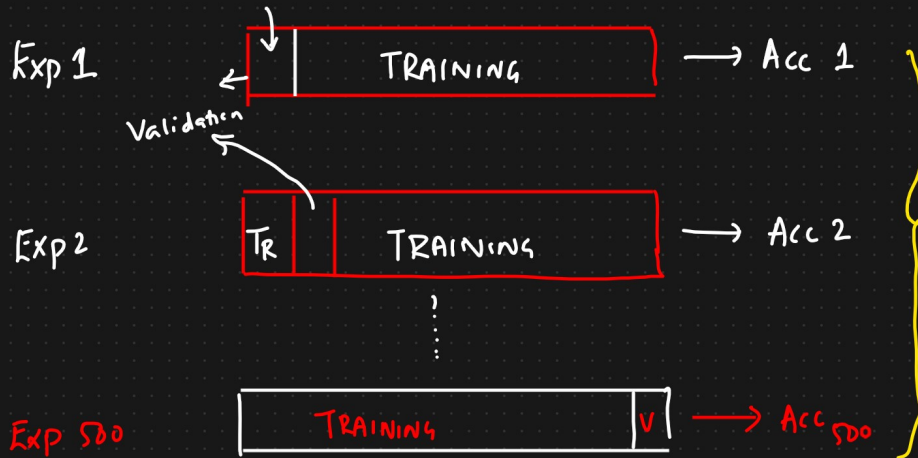 Exp 1 TRAINING → Acc 1
Validation
Exp 2 TR TRAINING → Acc 2
Exp 500 TRAINING V → Acc 500